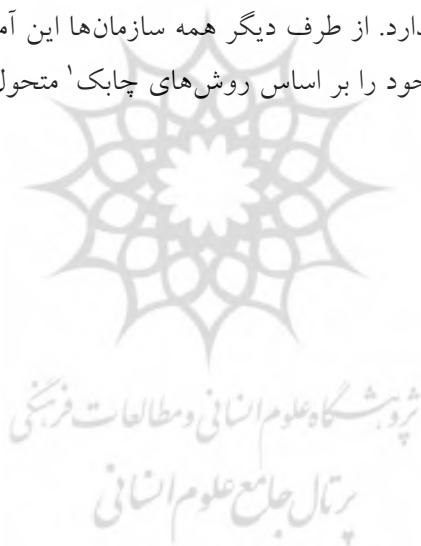 دارد. از طرف دیگر همه سازمان‌ها این آم
خود را بر اساس روش‌های چابک۱ متحول
پژوهشگاه علوم انسانی و مطالعات فرهنگی
پرتال جامع علوم انسانی